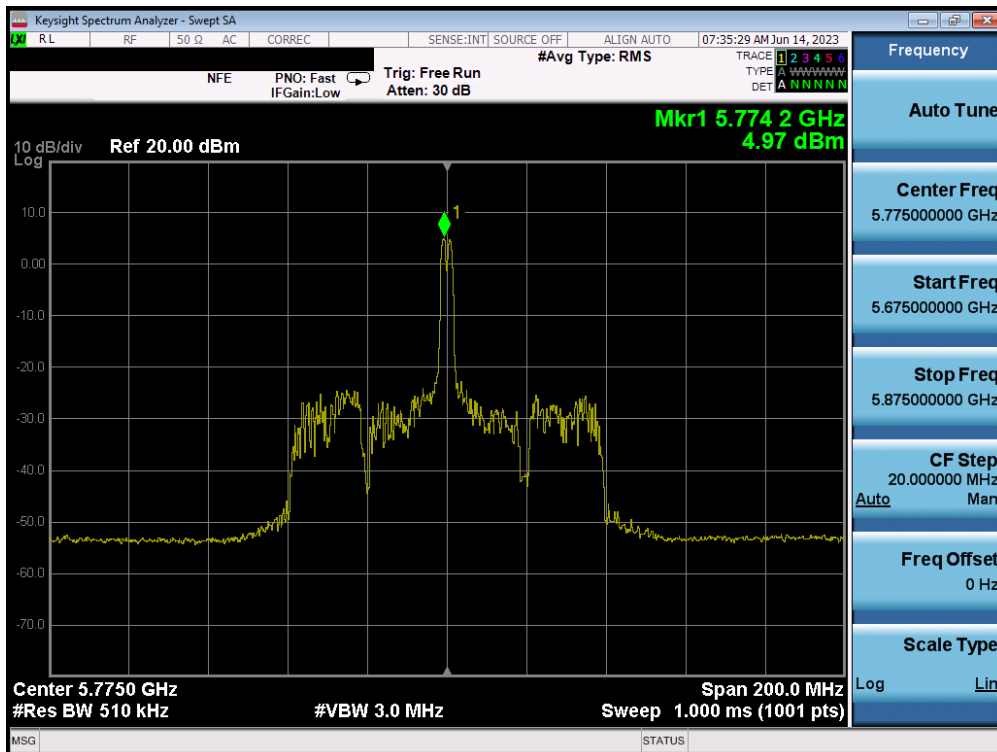 Keysight Spectrum Analyzer - Swept SA
LXI RL RF 50 Ω AC CORREC SENSE:INT SOURCE OFF ALIGN AUTO 07:35:29 AM Jun 14, 2023
#Avg Type: RMS
TRACE 1 2 3 4 5 6
TYPE A WWWWW
DET A N N N N N
NFE
PNO: Fast
IFGain:Low
Trig: Free Run
Atten: 30 dB
Mkr1 5.774 2 GHz
4.97 dBm
10 dB/div
Log
Ref 20.00 dBm
1
10.0
0.00
-10.0
-20.0
-30.0
-40.0
-50.0
-60.0
-70.0
Center 5.7750 GHz
Span 200.0 MHz
#Res BW 510 kHz
#VBW 3.0 MHz
Sweep 1.000 ms (1001 pts)
MSG
STATUS
Frequency
Auto Tune
Center Freq
5.775000000 GHz
Start Freq
5.675000000 GHz
Stop Freq
5.875000000 GHz
CF Step
20.000000 MHz
Auto Man
Freq Offset
0 Hz
Scale Type
Log Lin